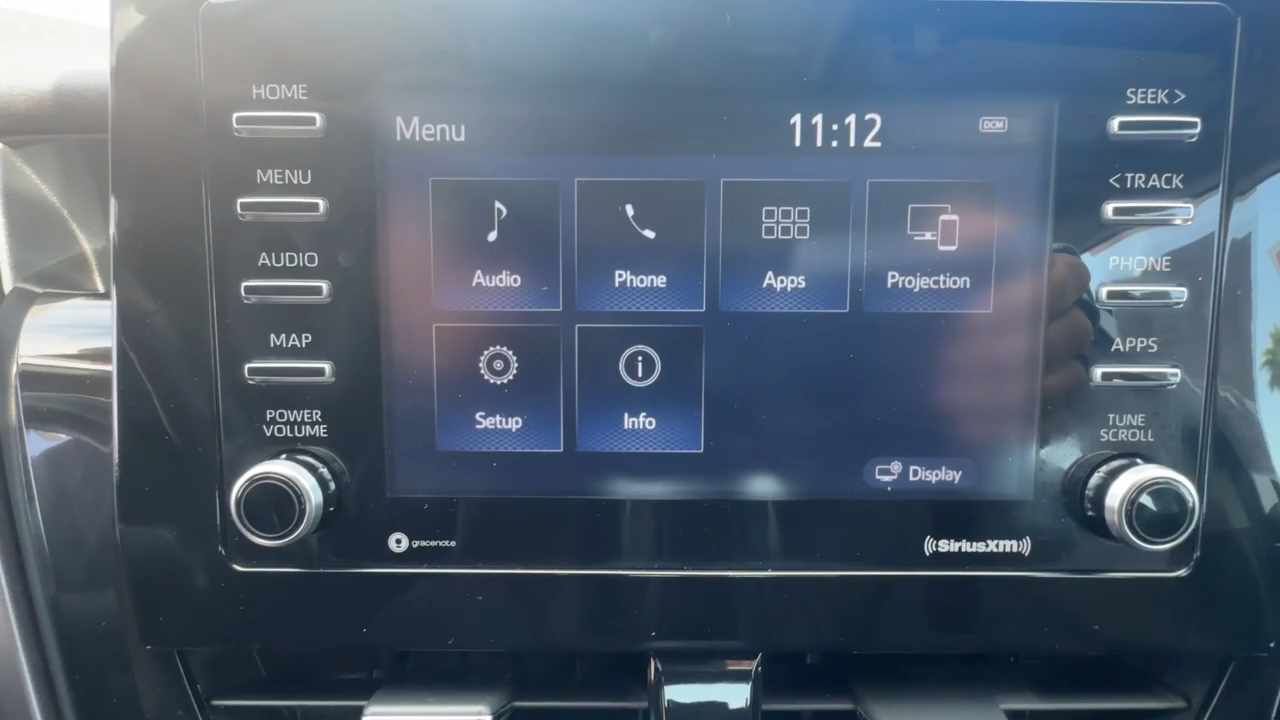 HOME
MENU
AUDIO
MAP
POWER
VOLUME
Menu
11:12
DCM
Audio
Phone
Apps
Projection
Setup
Info
Display
gracenote
SiriusXM
SEEK >
< TRACK
PHONE
APPS
TUNE
SCROLL